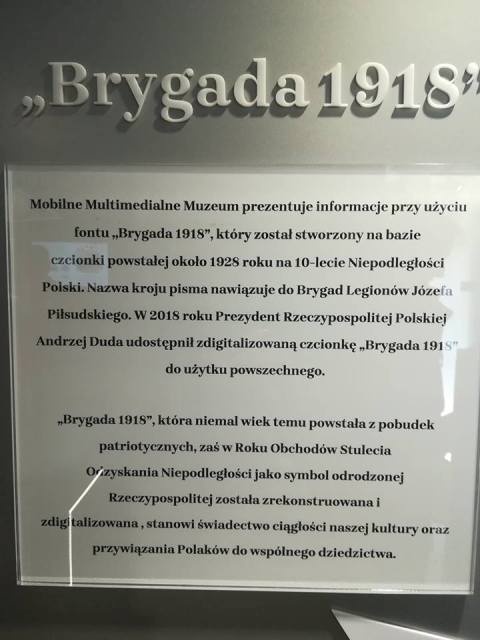 „Brygada 1918”
Mobilne Multimedialne Muzeum prezentuje informacje przy użyciu
fontu „Brygada 1918”, który został stworzony na bazie
czcionki powstałej około 1928 roku na 10-lecie Niepodległości
Polski. Nazwa kroju pisma nawiązuje do Brygad Legionów Józefa
Piłsudskiego. W 2018 roku Prezydent Rzeczypospolitej Polskiej
Andrzej Duda udostępnił zdigitalizowaną czcionkę „Brygada 1918”
do użytku powszechnego.
„Brygada 1918”, która niemal wiek temu powstała z pobudek
patriotycznych, zaś w Roku Obchodów Stulecia
Odzyskania Niepodległości jako symbol odrodzonej
Rzeczypospolitej została zrekonstruowana i
zdigitalizowana , stanowi świadectwo ciągłości naszej kultury oraz
przywiązania Polaków do wspólnego dziedzictwa.